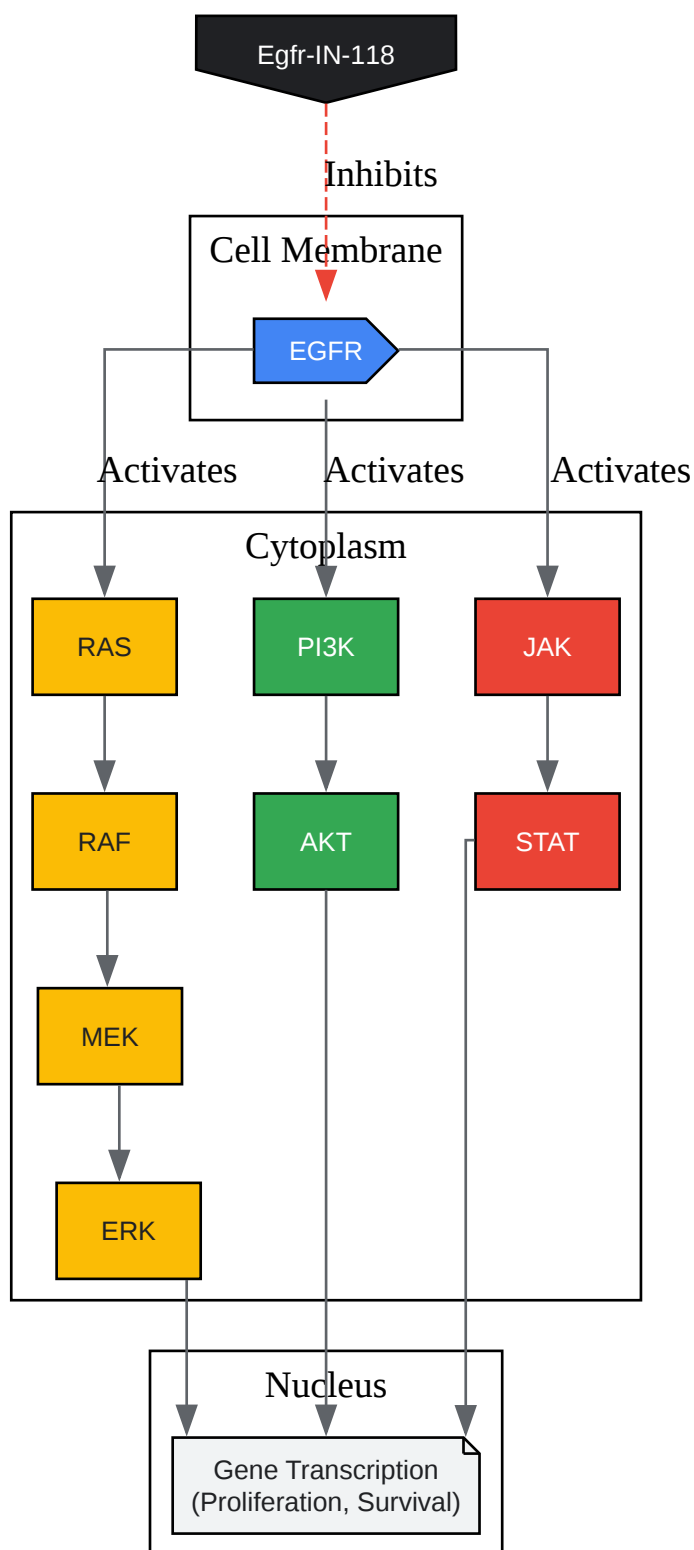 Egfr-IN-118
Inhibits
Cell Membrane
EGFR
Activates
Activates
Activates
Cytoplasm
RAS
PI3K
JAK
RAF
AKT
STAT
MEK
ERK
Nucleus
Gene Transcription
(Proliferation, Survival)